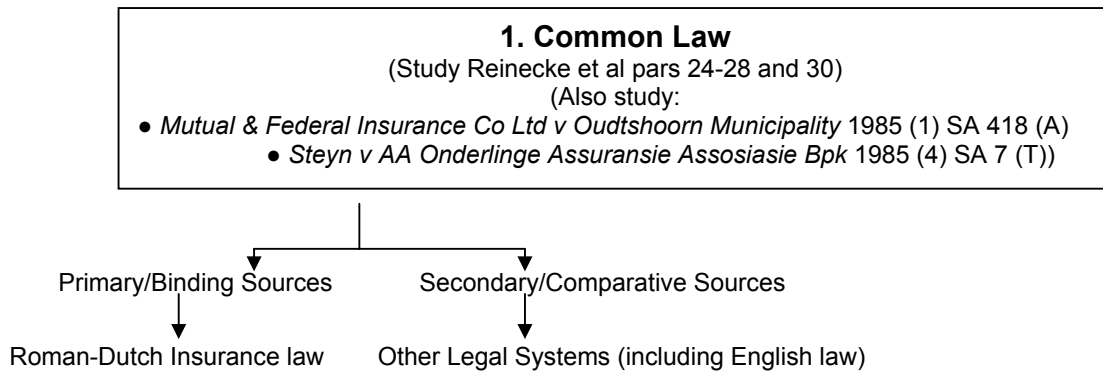 1. Common Law
(Study Reinecke et al pars 24-28 and 30)
(Also study:
● Mutual & Federal Insurance Co Ltd v Oudtshoorn Municipality 1985 (1) SA 418 (A)
● Steyn v AA Onderlinge Assuransie Assosiasie Bpk 1985 (4) SA 7 (T))
Primary/Binding Sources Secondary/Comparative Sources
Roman-Dutch Insurance law Other Legal Systems (including English law)